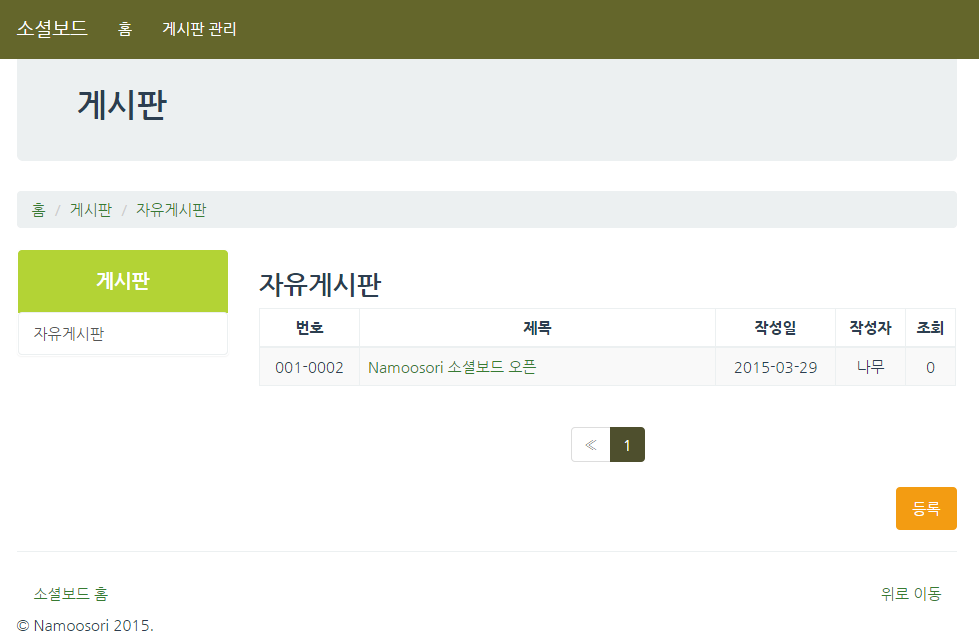 소셜보드 홈 게시판 관리
게시판
홈 / 게시판 / 자유게시판
게시판
자유게시판
자유게시판
번호 제목 작성일 작성자 조회
001-0002 Namoosori 소셜보드 오픈 2015-03-29 나무 0
≪ 1
등록
소셜보드 홈 위로 이동
© Namoosori 2015.